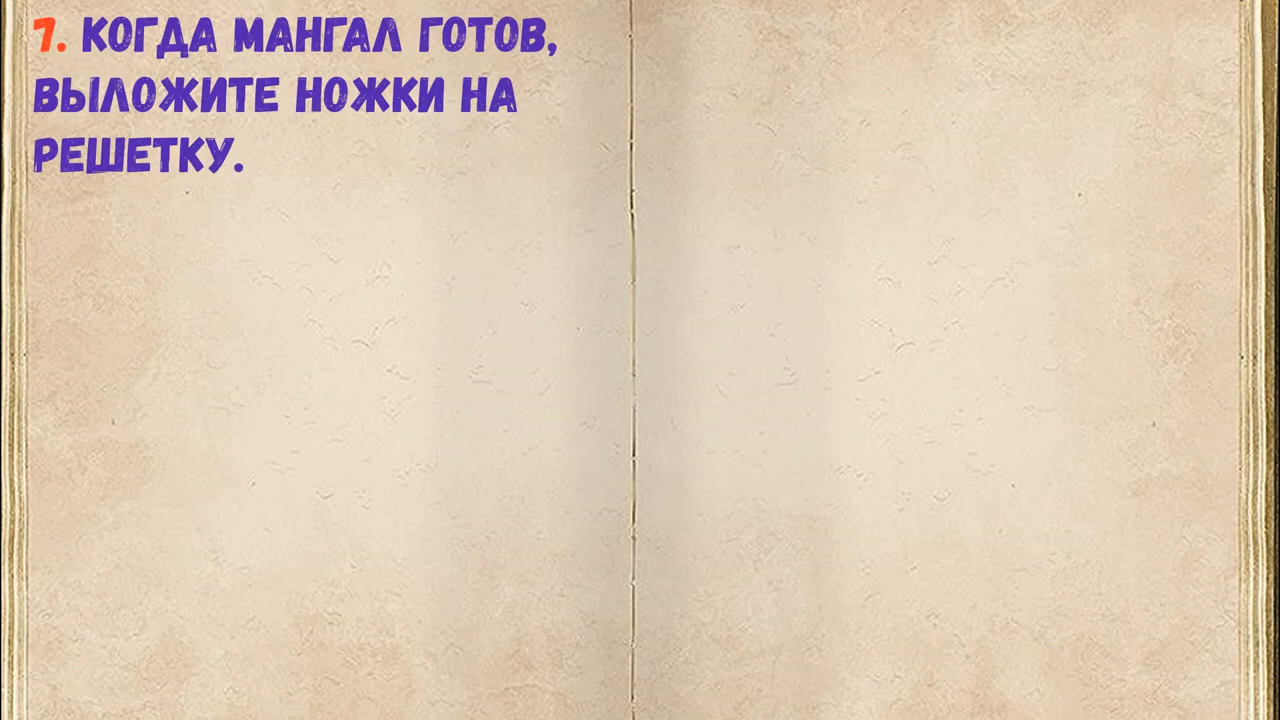 7. КОГДА МАНГАЛ ГОТОВ,
ВЫЛОЖИТЕ НОЖКИ НА
РЕШЕТКУ.